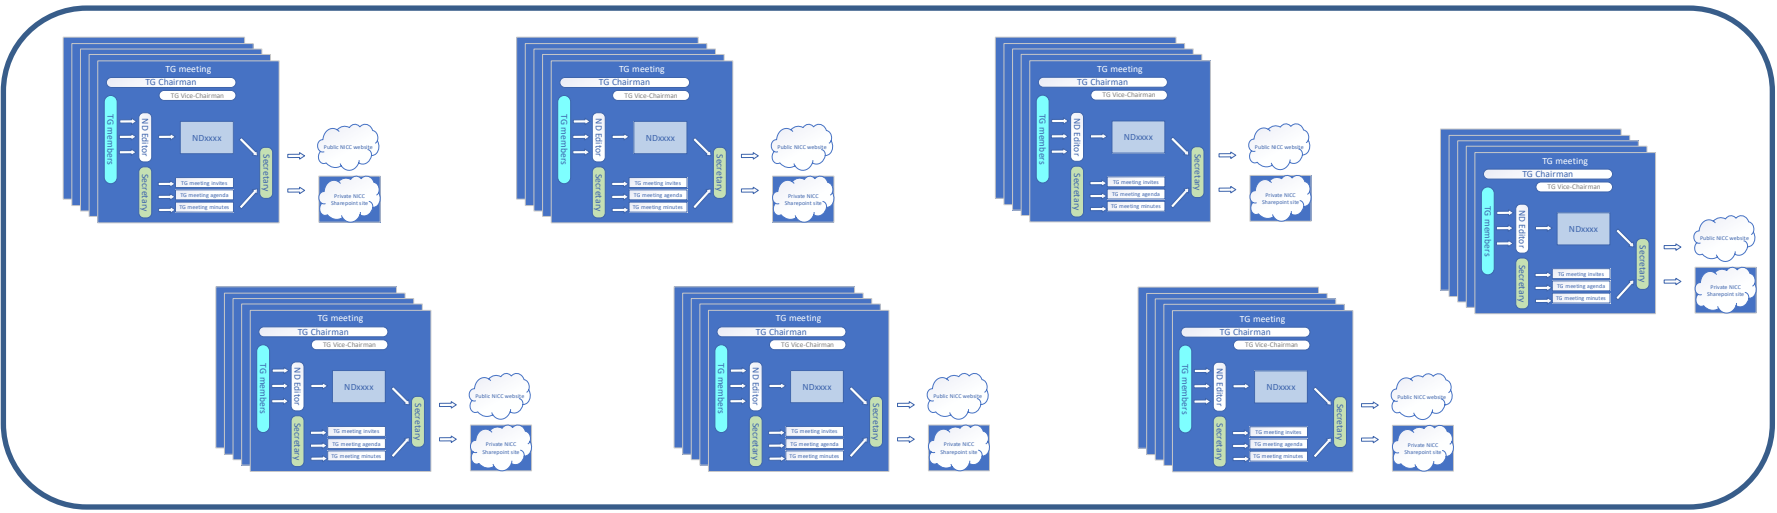 TG meeting
TG Chairman
TG Vice-Chairman
TG members
ND Editor
NDxxxx
Secretary
TG meeting invites
TG meeting agenda
TG meeting minutes
Secretary
Public NICC website
Private NICC
Sharepoint site
TG meeting
TG Chairman
TG Vice-Chairman
TG members
ND Editor
NDxxxx
Secretary
TG meeting invites
TG meeting agenda
TG meeting minutes
Secretary
Public NICC website
Private NICC
Sharepoint site
TG meeting
TG Chairman
TG Vice-Chairman
TG members
ND Editor
NDxxxx
Secretary
TG meeting invites
TG meeting agenda
TG meeting minutes
Secretary
Public NICC website
Private NICC
Sharepoint site
TG meeting
TG Chairman
TG Vice-Chairman
TG members
ND Editor
NDxxxx
Secretary
TG meeting invites
TG meeting agenda
TG meeting minutes
Secretary
Public NICC website
Private NICC
Sharepoint site
TG meeting
TG Chairman
TG Vice-Chairman
TG members
ND Editor
NDxxxx
Secretary
TG meeting invites
TG meeting agenda
TG meeting minutes
Secretary
Public NICC website
Private NICC
Sharepoint site
TG meeting
TG Chairman
TG Vice-Chairman
TG members
ND Editor
NDxxxx
Secretary
TG meeting invites
TG meeting agenda
TG meeting minutes
Secretary
Public NICC website
Private NICC
Sharepoint site
TG meeting
TG Chairman
TG Vice-Chairman
TG members
ND Editor
NDxxxx
Secretary
TG meeting invites
TG meeting agenda
TG meeting minutes
Secretary
Public NICC website
Private NICC
Sharepoint site